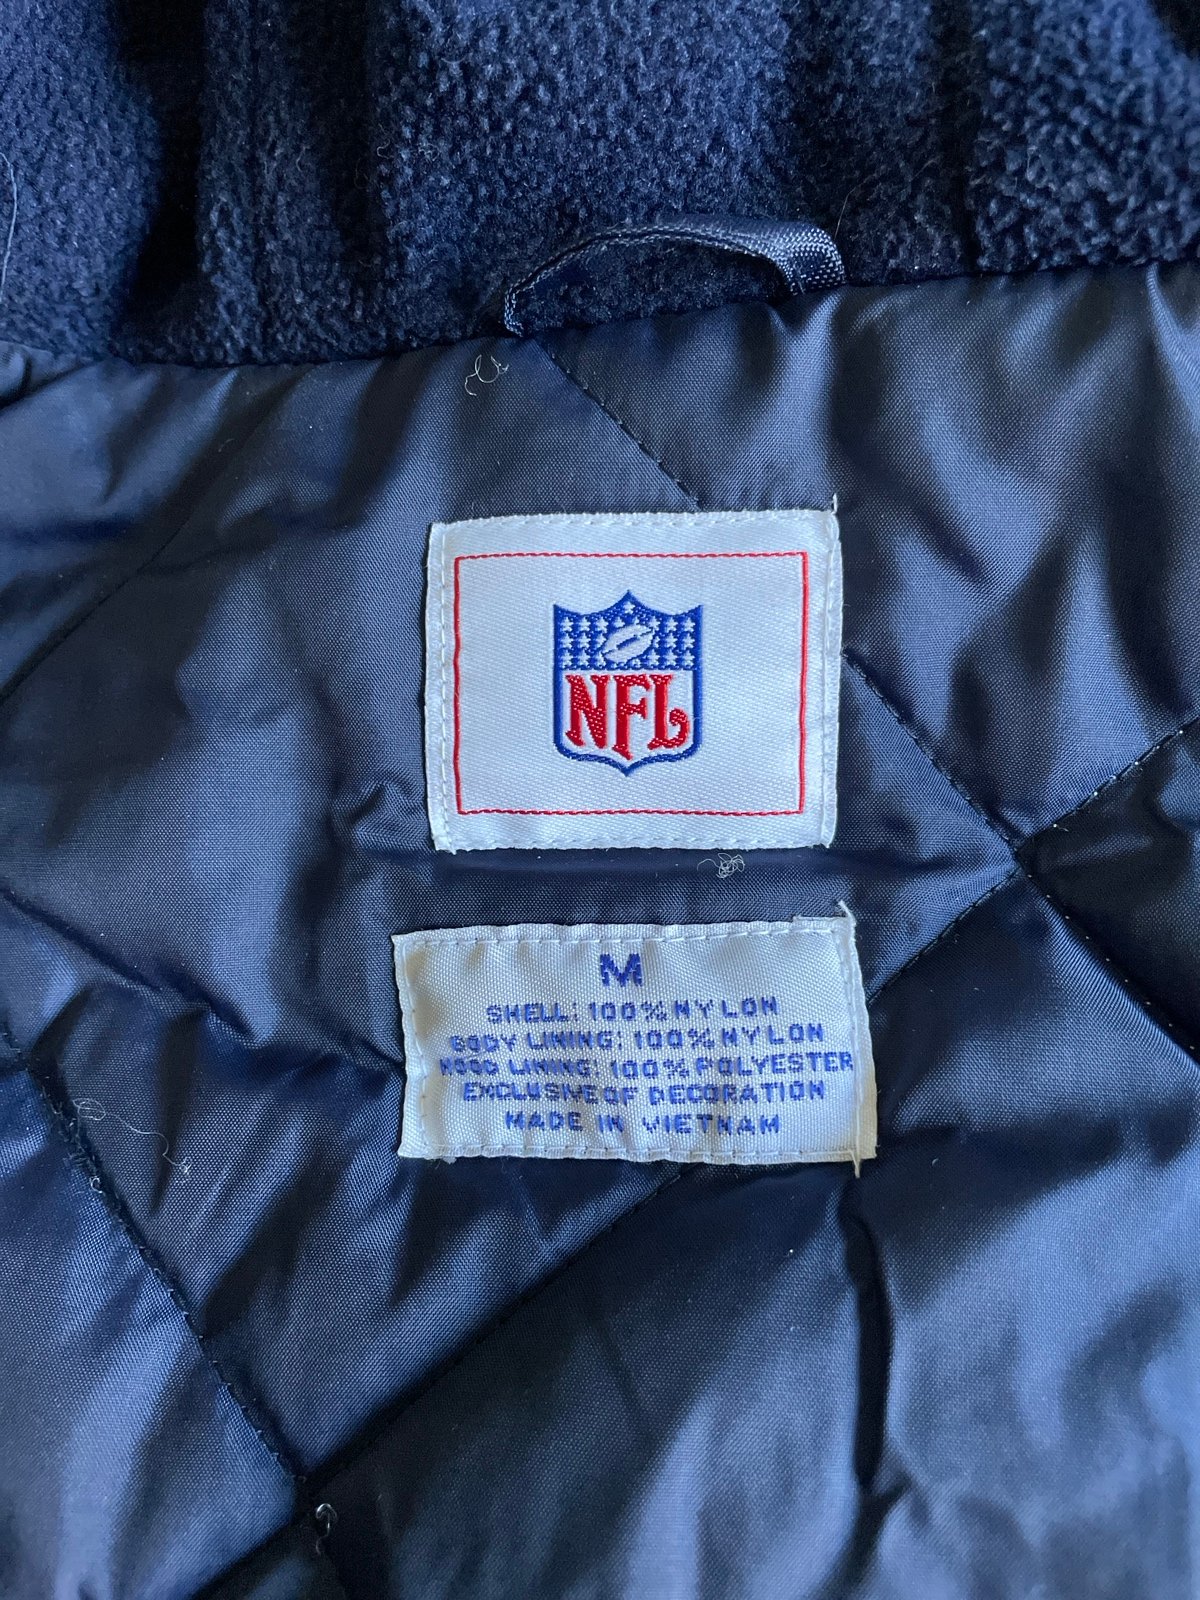 NFL
M
SHELL: 100% NYLON
BODY LINING: 100% NYLON
HOOD LINING: 100% POLYESTER
EXCLUSIVE OF DECORATION
MADE IN VIETNAM